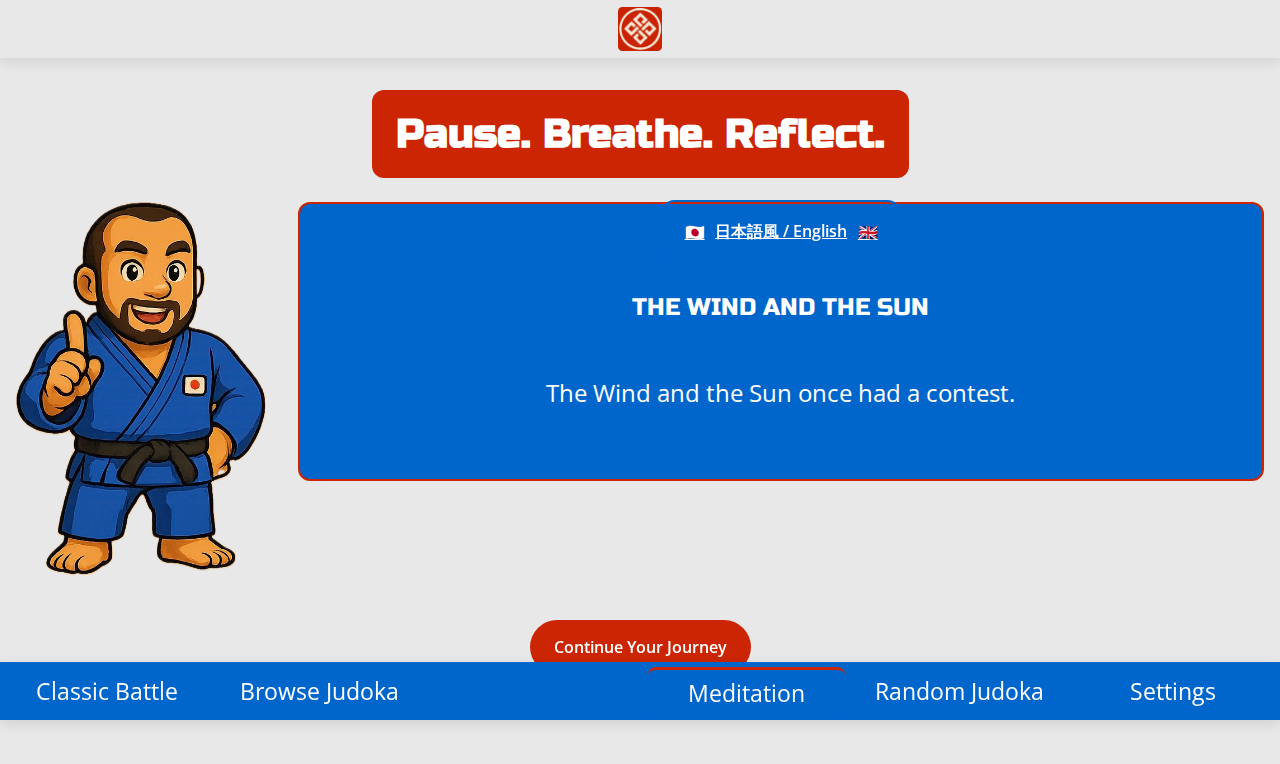 Pause. Breathe. Reflect.
日本語風 / English
THE WIND AND THE SUN
The Wind and the Sun once had a contest.
Continue Your Journey
Classic Battle
Browse Judoka
Meditation
Random Judoka
Settings